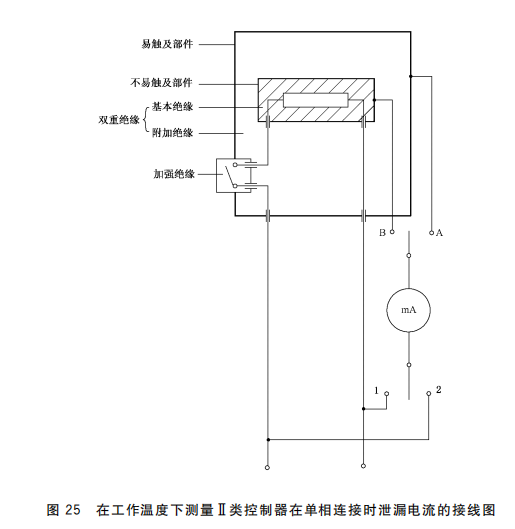 易触及部件
不易触及部件
双重绝缘
基本绝缘
附加绝缘
加强绝缘
B
A
mA
1
2
图 25 在工作温度下测量Ⅱ类控制器在单相连接时泄漏电流的接线图